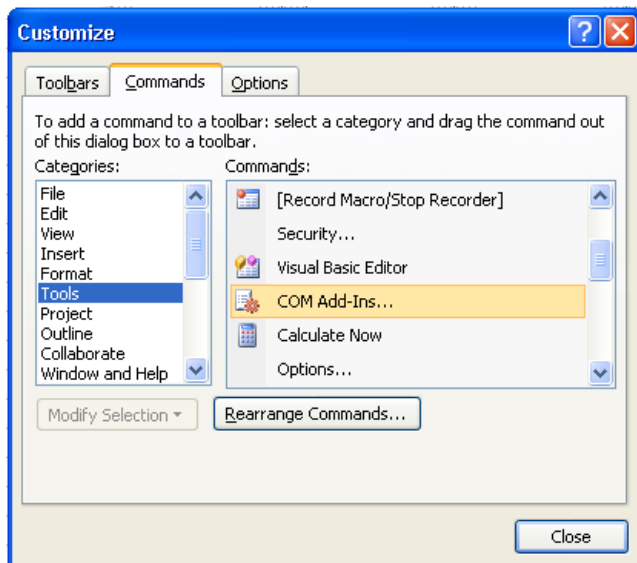 Customize
Toolbars
Commands
Options
To add a command to a toolbar: select a category and drag the command out
of this dialog box to a toolbar.
Categories:
Commands:
File
Edit
View
Insert
Format
Tools
Project
Outline
Collaborate
Window and Help
[Record Macro/Stop Recorder]
Security...
Visual Basic Editor
COM Add-Ins...
Calculate Now
Options...
Modify Selection
Rearrange Commands...
Close